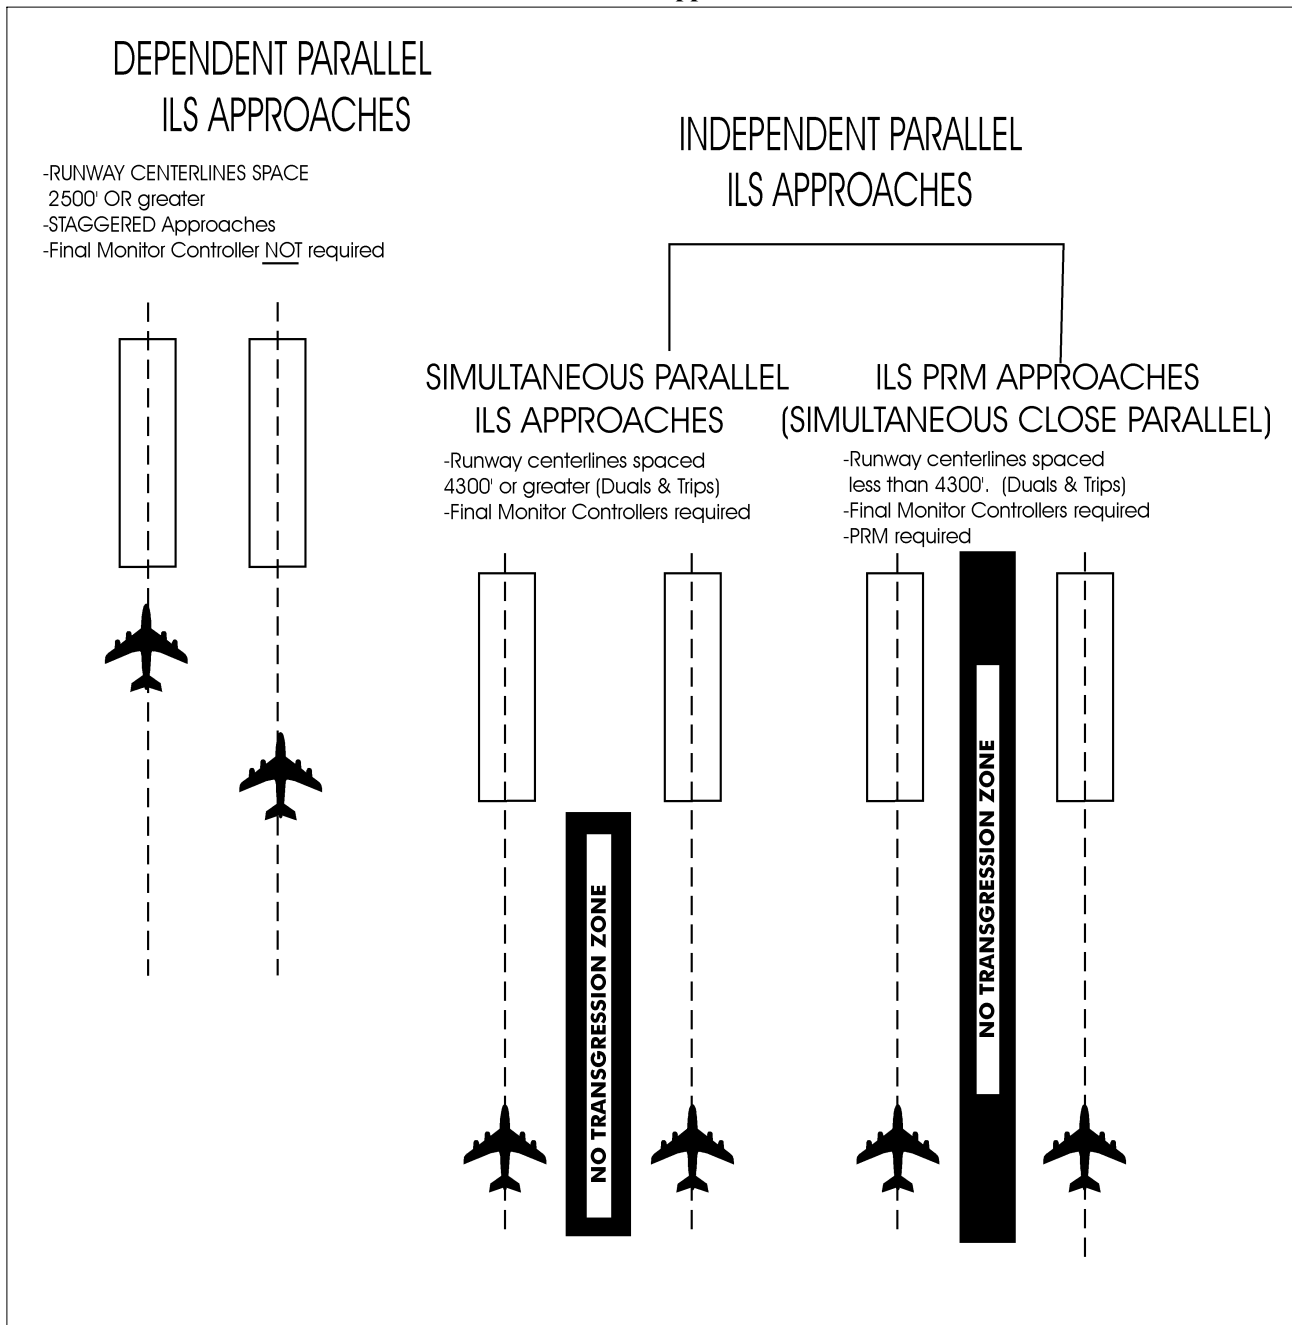 DEPENDENT PARALLEL
ILS APPROACHES
-RUNWAY CENTERLINES SPACE
2500' OR greater
-STAGGERED Approaches
-Final Monitor Controller NOT required
INDEPENDENT PARALLEL
ILS APPROACHES
SIMULTANEOUS PARALLEL
ILS APPROACHES
-Runway centerlines spaced
4300' or greater (Duals & Trips)
-Final Monitor Controllers required
ILS PRM APPROACHES
(SIMULTANEOUS CLOSE PARALLEL)
-Runway centerlines spaced
less than 4300'. (Duals & Trips)
-Final Monitor Controllers required
-PRM required
NO TRANSGRESSION ZONE
NO TRANSGRESSION ZONE